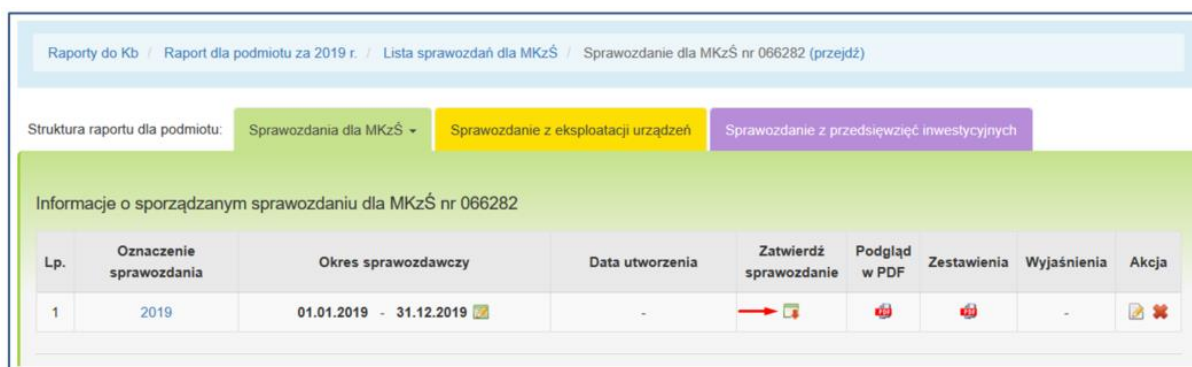 Raporty do Kb / Raport dla podmiotu za 2019 r. / Lista sprawozdań dla MKzŚ / Sprawozdanie dla MKzŚ nr 066282 (przejdź)
Struktura raportu dla podmiotu: Sprawozdania dla MKzŚ Sprawozdanie z eksploatacji urządzeń Sprawozdanie z przedsięwzięć inwestycyjnych
Informacje o sporządzanym sprawozdaniu dla MKzŚ nr 066282
Lp. Oznaczenie sprawozdania Okres sprawozdawczy Data utworzenia Zatwierdź sprawozdanie Podgląd w PDF Zestawienia Wyjaśnienia Akcja
1 2019 01.01.2019 - 31.12.2019 - -